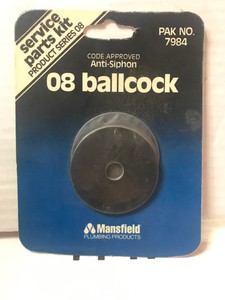 service
parts kit
PRODUCT SERIES 08
PAK NO.
7984
CODE APPROVED
Anti-Siphon
08 ballcock
Mansfield
PLUMBING PRODUCTS